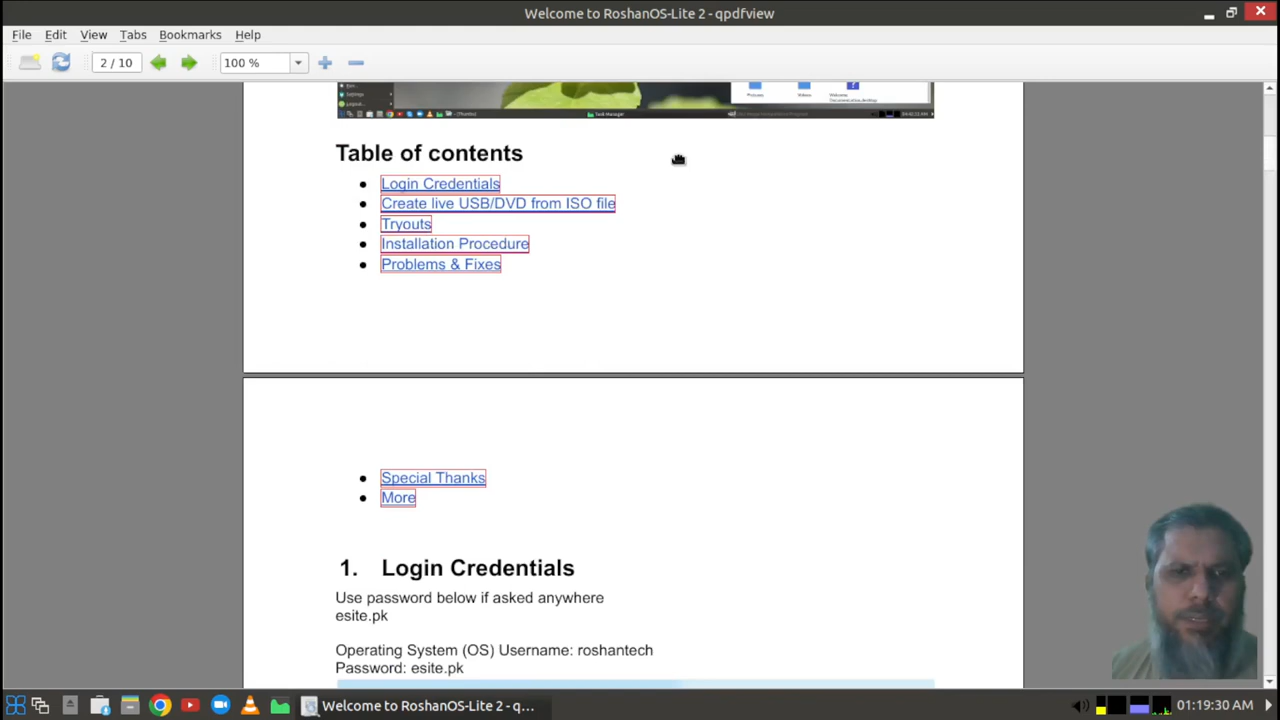 Welcome to RoshanOS-Lite 2 - qpdfview
File Edit View Tabs Bookmarks Help
2 / 10 100 %
Table of contents
Login Credentials
Create live USB/DVD from ISO file
Tryouts
Installation Procedure
Problems & Fixes
Special Thanks
More
1. Login Credentials
Use password below if asked anywhere
esite.pk
Operating System (OS) Username: roshantech
Password: esite.pk
Welcome to RoshanOS-Lite 2 - q...
01:19:30 AM